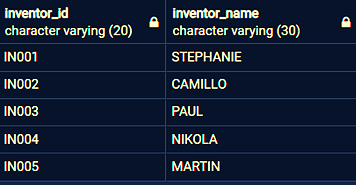 inventor_id inventor_name
character varying (20) character varying (30)
IN001 STEPHANIE
IN002 CAMILLO
IN003 PAUL
IN004 NIKOLA
IN005 MARTIN